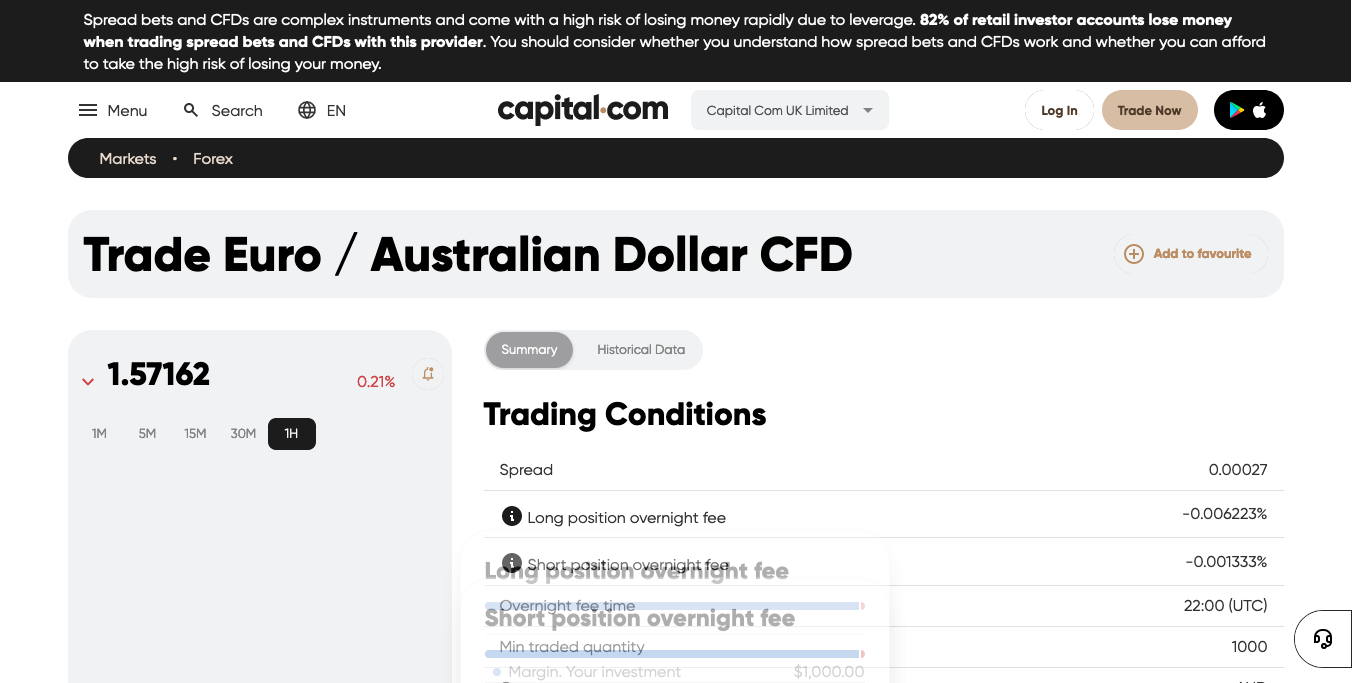 Spread bets and CFDs are complex instruments and come with a high risk of losing money rapidly due to leverage. 82% of retail investor accounts lose money
when trading spread bets and CFDs with this provider. You should consider whether you understand how spread bets and CFDs work and whether you can afford
to take the high risk of losing your money.
Menu Search EN capital.com Capital Com UK Limited Log In Trade Now
Markets • Forex
Trade Euro / Australian Dollar CFD Add to favourite
1.57162 0.21%
1M 5M 15M 30M 1H
Summary Historical Data
Trading Conditions
Spread 0.00027
Long position overnight fee -0.006223%
Short position overnight fee -0.001333%
Long position overnight fee
Overnight fee time 22:00 (UTC)
Short position overnight fee
Min traded quantity 1000
Margin. Your investment $1,000.00